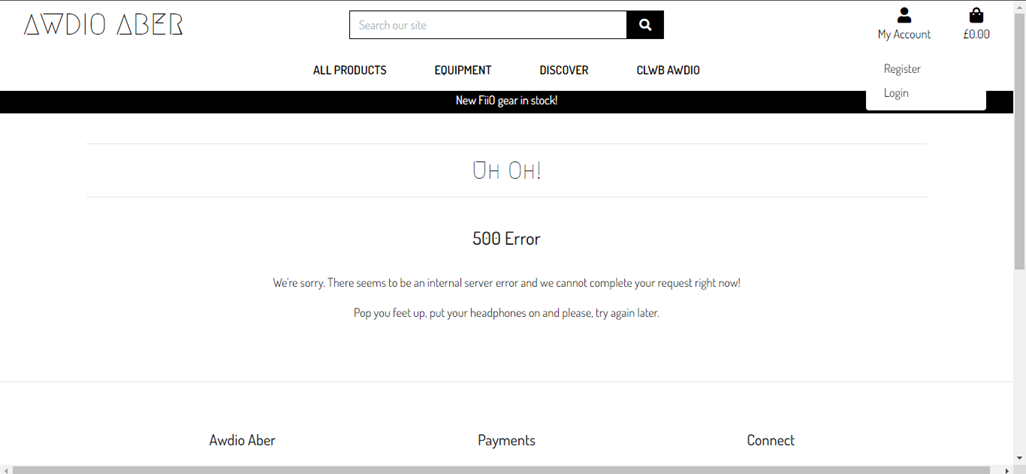 AWDIO ABER
Search our site
My Account
£0.00
ALL PRODUCTS EQUIPMENT DISCOVER CLWB AWDIO
Register
Login
New FiiO gear in stock!
Uh Oh!
500 Error
We're sorry. There seems to be an internal server error and we cannot complete your request right now!
Pop you feet up, put your headphones on and please, try again later.
Awdio Aber Payments Connect